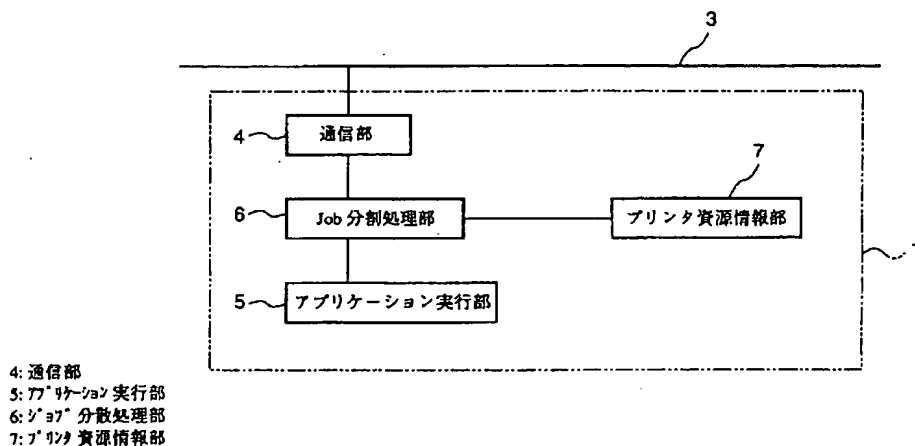 3
4
通信部
7
6
Job 分割処理部
プリンタ資源情報部
5
アプリケーション実行部
4: 通信部
5: ｱﾌﾟﾘｹｰｼｮﾝ 実行部
6: ｼﾞｮﾌﾞ 分散処理部
7: ﾌﾟﾘﾝﾀ 資源情報部